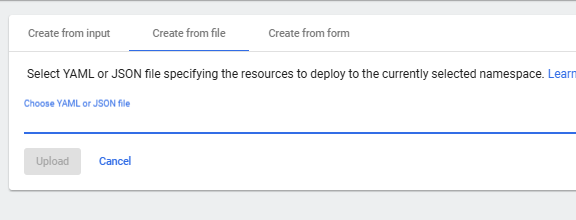 Create from input Create from file Create from form
Select YAML or JSON file specifying the resources to deploy to the currently selected namespace. Learn
Choose YAML or JSON file
Upload Cancel